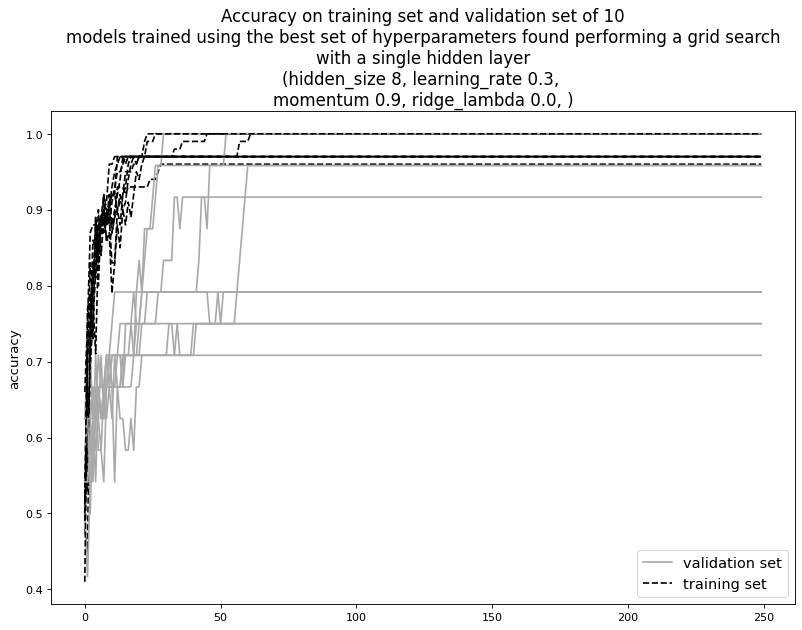 Accuracy on training set and validation set of 10
models trained using the best set of hyperparameters found performing a grid search
with a single hidden layer
(hidden_size 8, learning_rate 0.3,
momentum 0.9, ridge_lambda 0.0, )
1.0
0.9
0.8
0.7
0.6
0.5
0.4
accuracy
validation set
training set
0
50
100
150
200
250